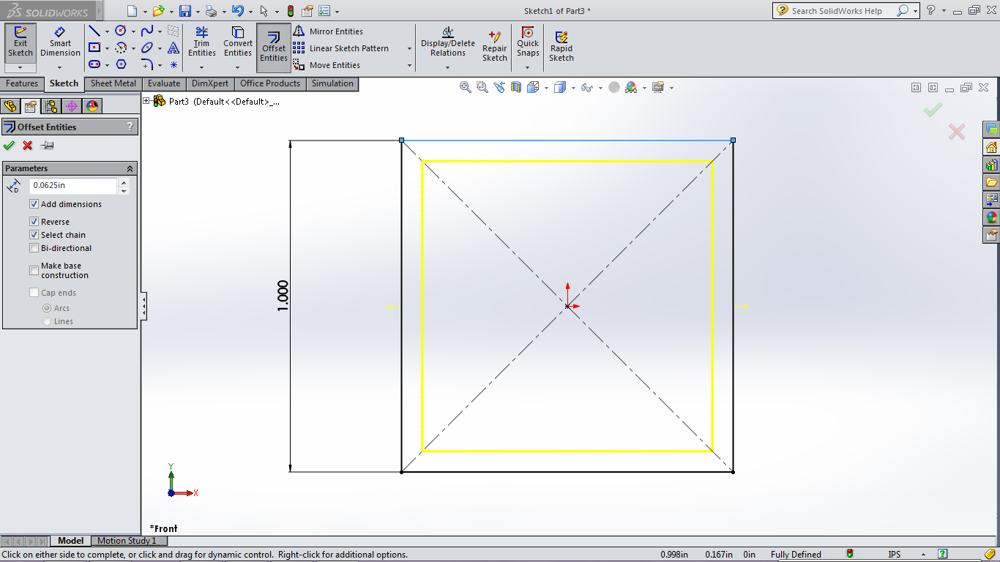 SOLIDWORKS
Sketch1 of Part3 *
Search SolidWorks Help
?
Exit Sketch
Smart Dimension
Trim Entities
Convert Entities
Offset Entities
Mirror Entities
Linear Sketch Pattern
Move Entities
Display/Delete Relations
Repair Sketch
Quick Snaps
Rapid Sketch
Features
Sketch
Sheet Metal
Evaluate
DimXpert
Office Products
Simulation
Part3 (Default<<Default>_...
Offset Entities
?
Parameters
D
0.0625in
Add dimensions
Reverse
Select chain
Bi-directional
Make base
construction
Cap ends
Arcs
Lines
1.000
Y
X
*Front
Model
Motion Study 1
Click on either side to complete, or click and drag for dynamic control. Right-click for additional options.
0.998in
0.167in
0in
Fully Defined
IPS
?